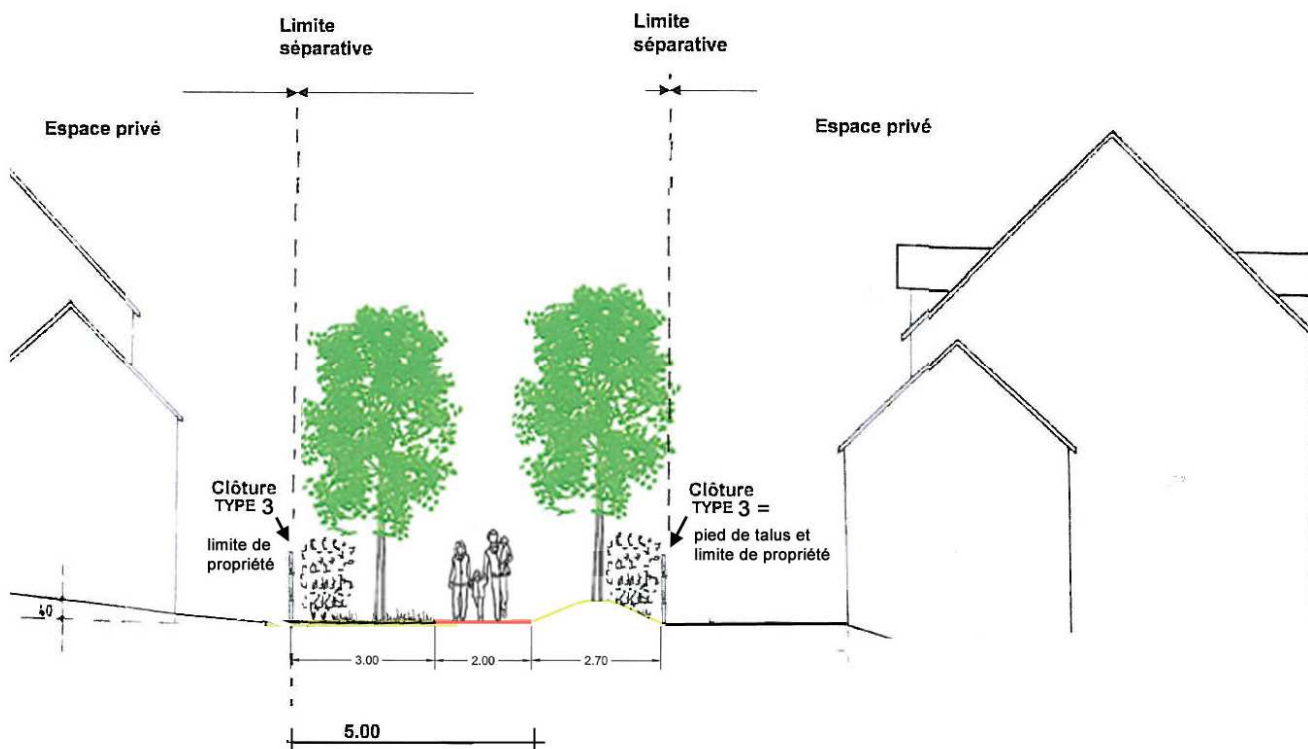 Limite
séparative
Limite
séparative
Espace privé
Espace privé
Clôture
TYPE 3
limite de
propriété
Clôture
TYPE 3 =
pied de talus et
limite de propriété
40
3.00
2.00
2.70
5.00